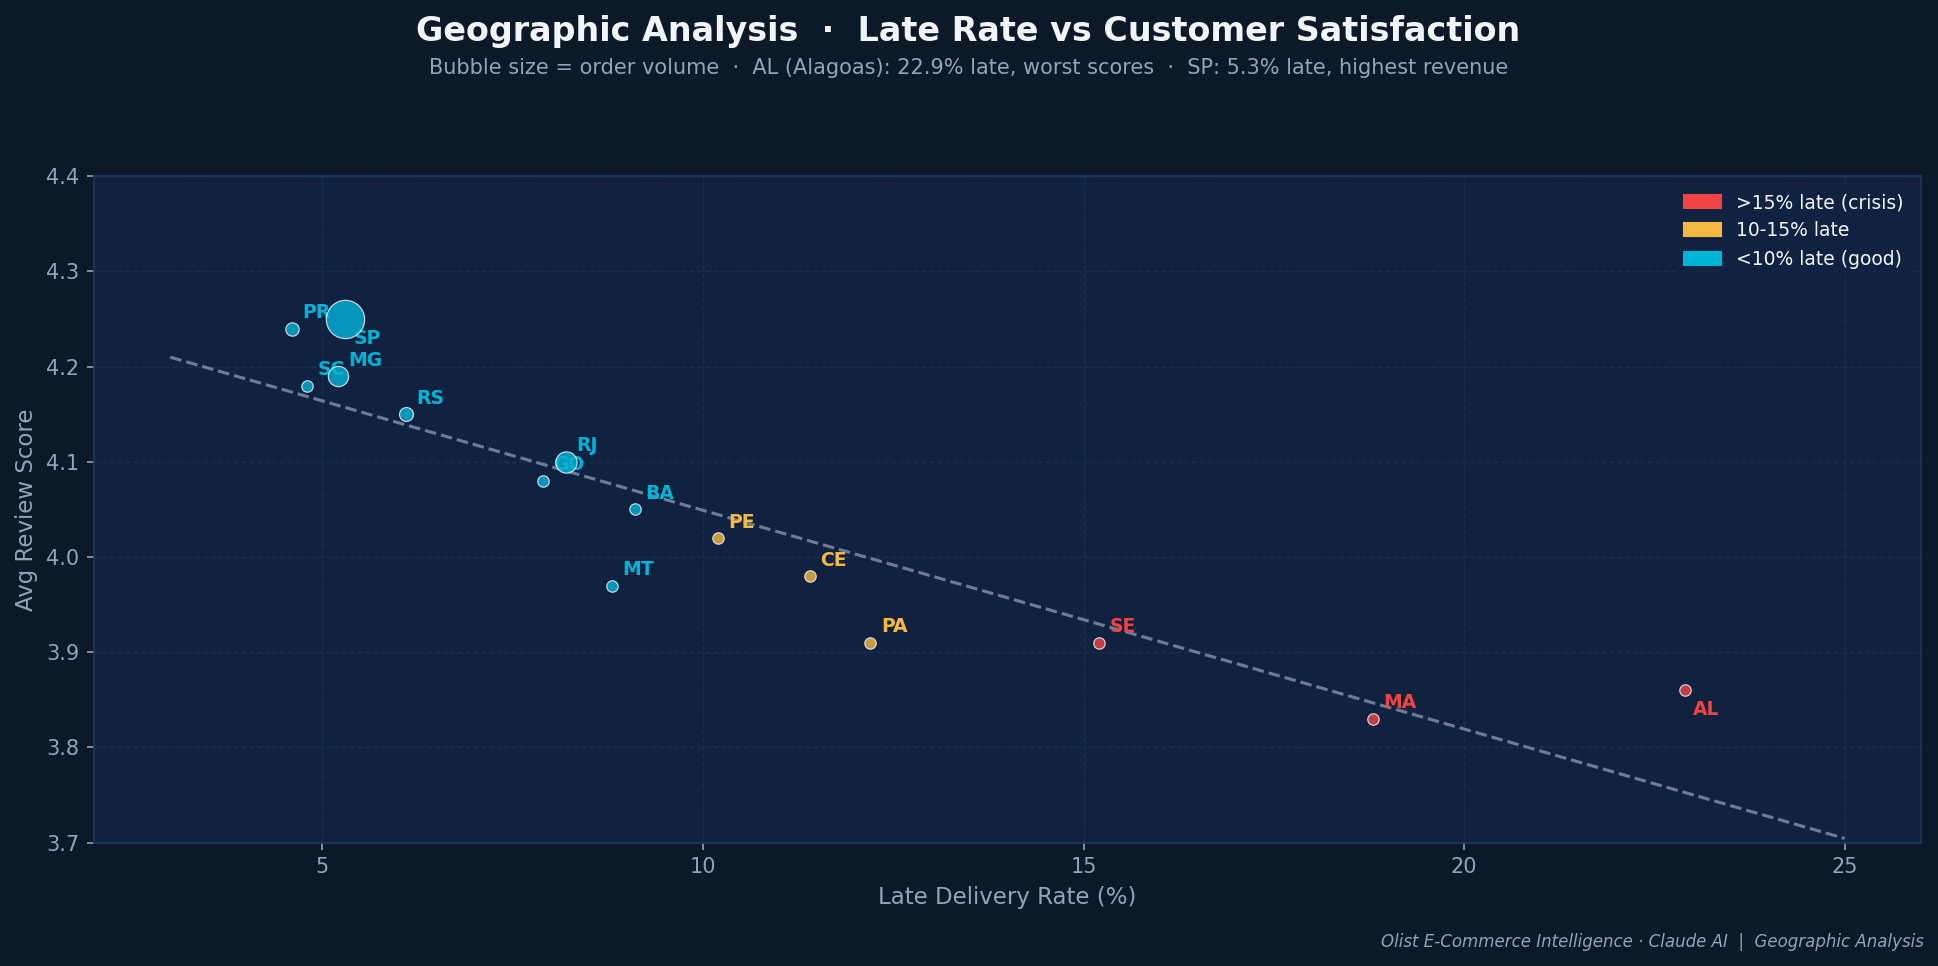 Geographic Analysis · Late Rate vs Customer Satisfaction
Bubble size = order volume · AL (Alagoas): 22.9% late, worst scores · SP: 5.3% late, highest revenue
4.4
4.3
4.2
4.1
4.0
3.9
3.8
3.7
Avg Review Score
>15% late (crisis)
10-15% late
<10% late (good)
PR
SP
MG
SC
RS
RJ
GO
BA
PE
CE
MT
PA
SE
MA
AL
5
10
15
20
25
Late Delivery Rate (%)
Olist E-Commerce Intelligence · Claude AI | Geographic Analysis